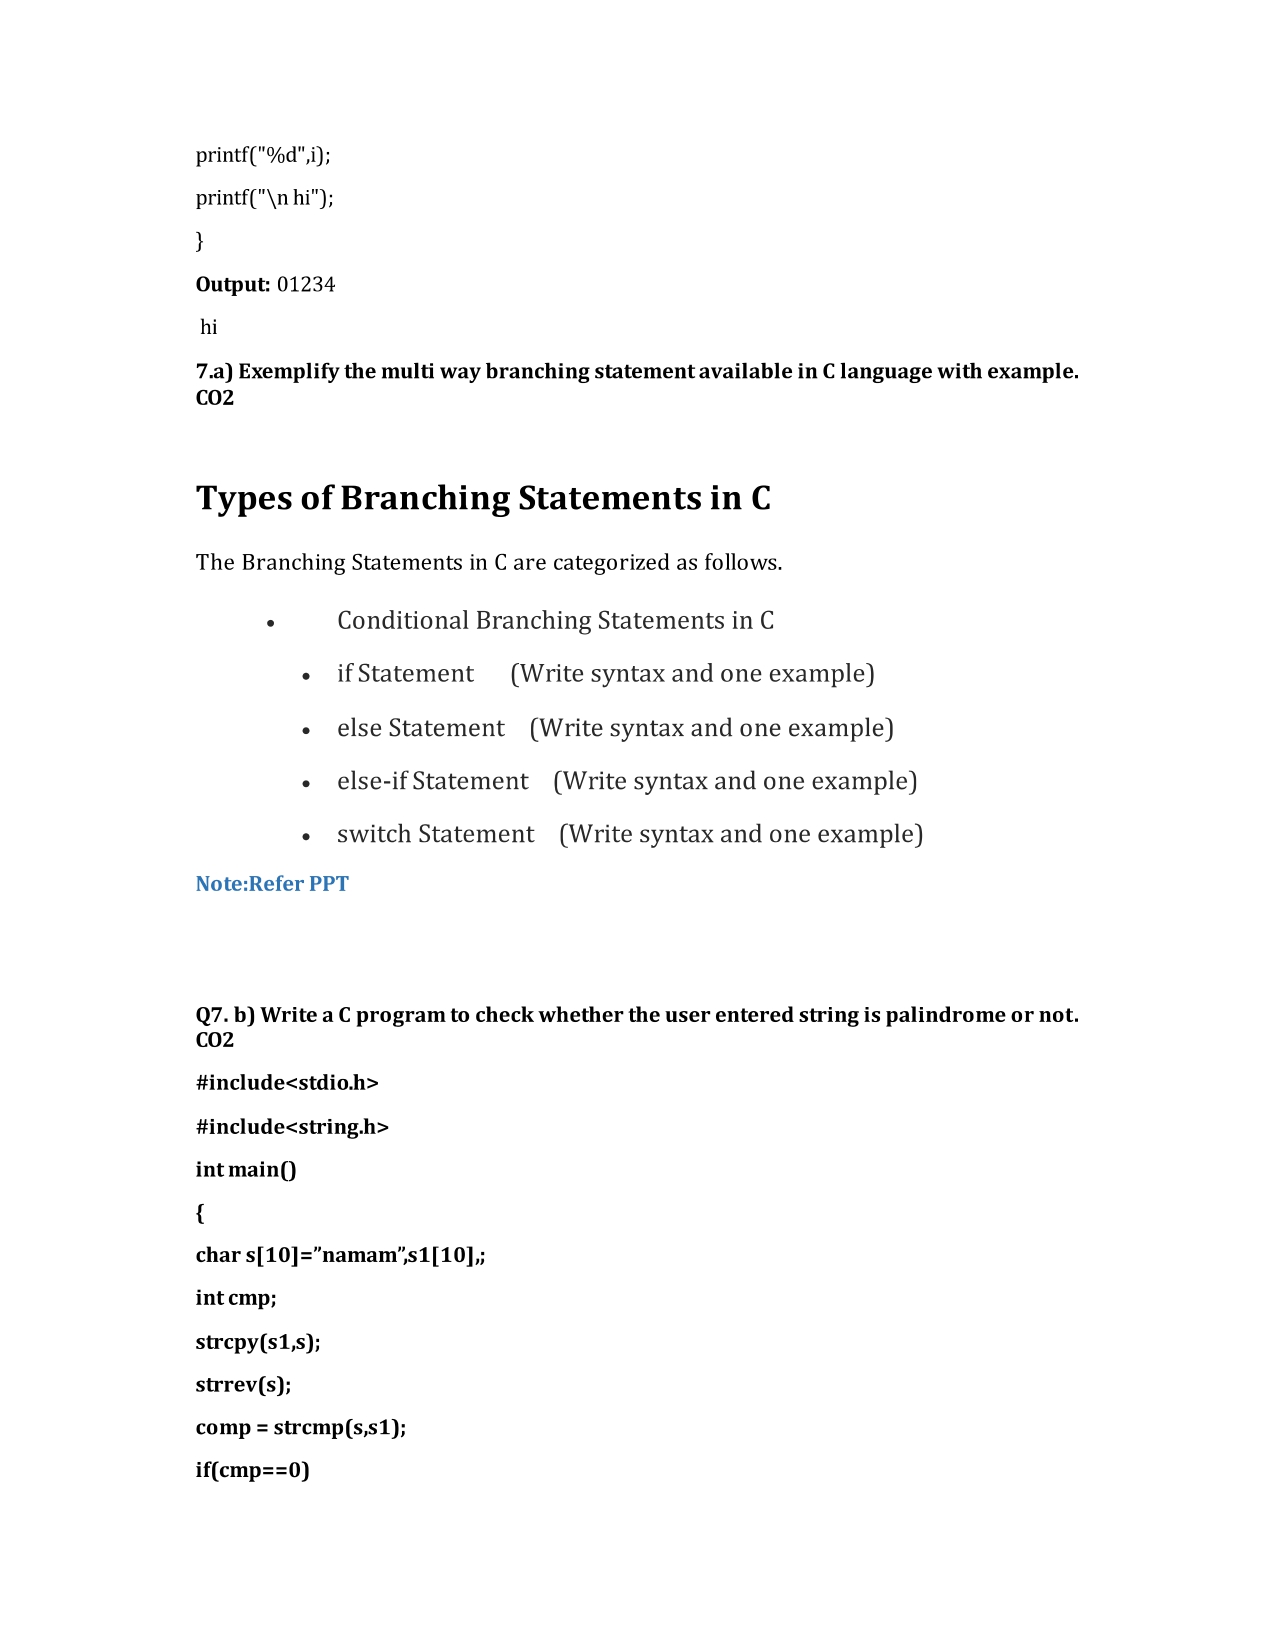 printf("%d",i);
printf("\n hi");
}
Output: 01234
hi
7.a) Exemplify the multi way branching statement available in C language with example.
CO2
Types of Branching Statements in C
The Branching Statements in C are categorized as follows.
• Conditional Branching Statements in C
• if Statement (Write syntax and one example)
• else Statement (Write syntax and one example)
• else-if Statement (Write syntax and one example)
• switch Statement (Write syntax and one example)
Note:Refer PPT
Q7. b) Write a C program to check whether the user entered string is palindrome or not.
CO2
#include<stdio.h>
#include<string.h>
int main()
{
char s[10]=”namam”,s1[10],;
int cmp;
strcpy(s1,s);
strrev(s);
comp = strcmp(s,s1);
if(cmp==0)